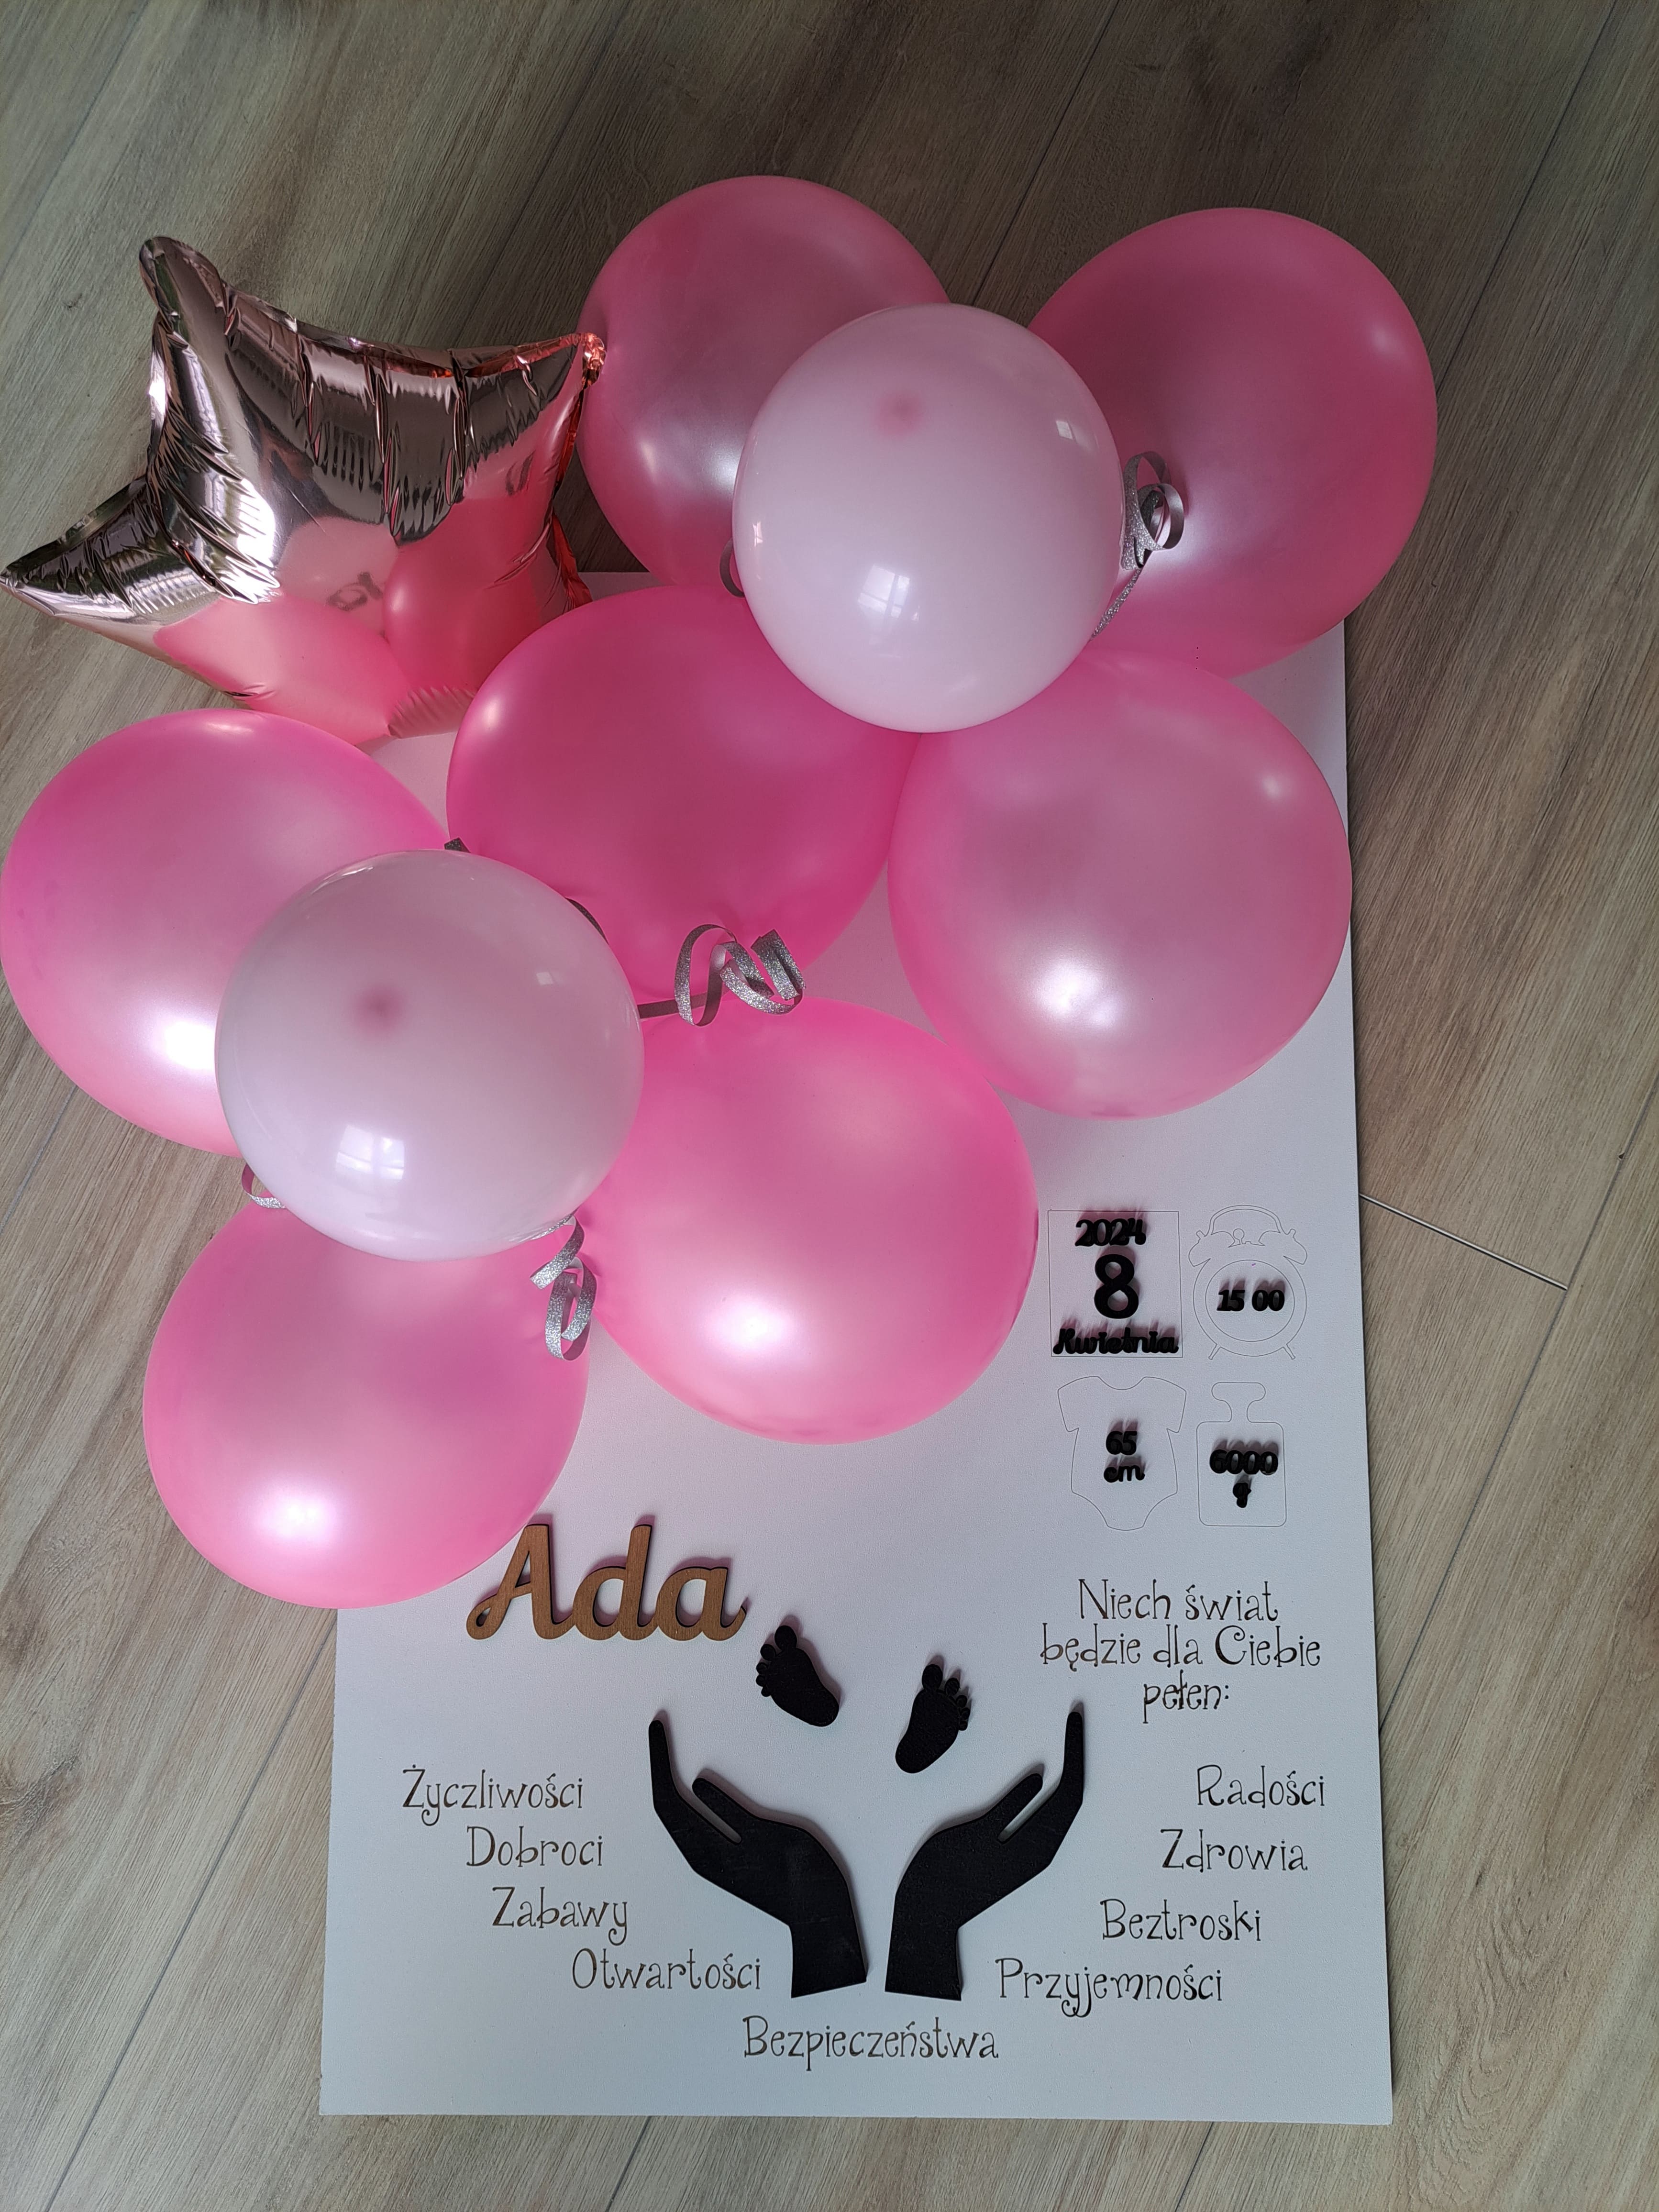 2024
8
Kwietnia
15 00
65
cm
6000
g
Ada
Niech świat
będzie dla Ciebie
pełen:
Życzliwości
Dobroci
Zabawy
Otwartości
Radości
Zdrowia
Beztroski
Przyjemności
Bezpieczeństwa